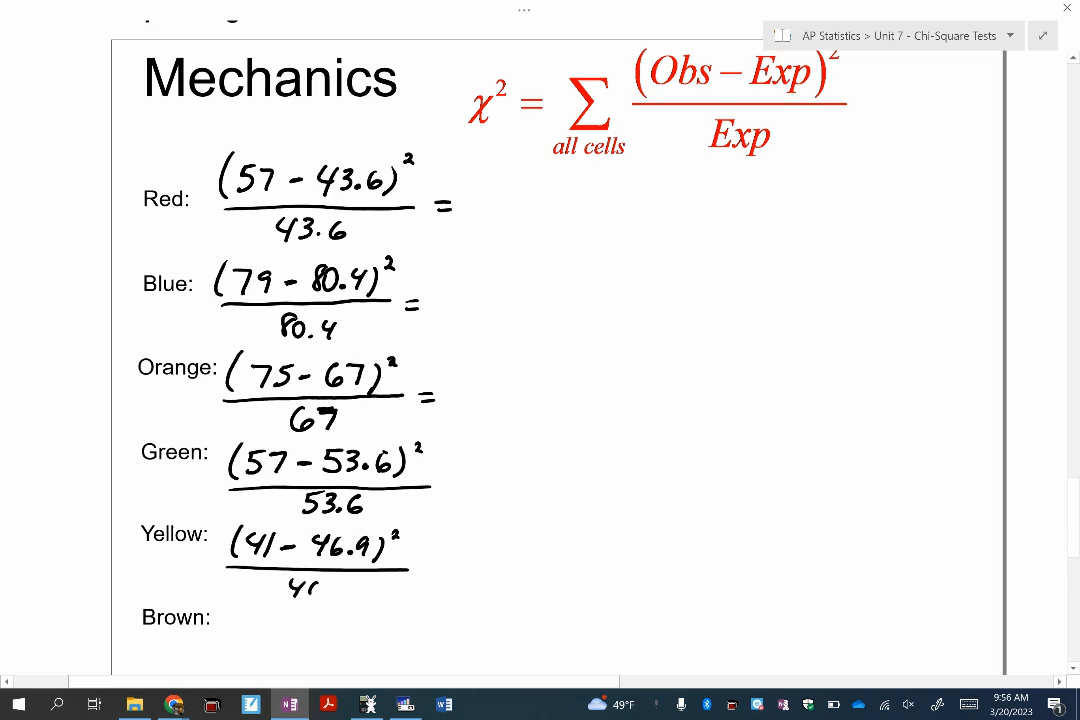 AP Statistics > Unit 7 - Chi-Square Tests
Mechanics
χ² = ∑ (Obs − Exp)² / Exp
all cells
Red: (57 - 43.6)² / 43.6 =
Blue: (79 - 80.4)² / 80.4 =
Orange: (75 - 67)² / 67 =
Green: (57 - 53.6)² / 53.6
Yellow: (41 - 46.9)² / 4
Brown:
49°F
9:56 AM
3/20/2023